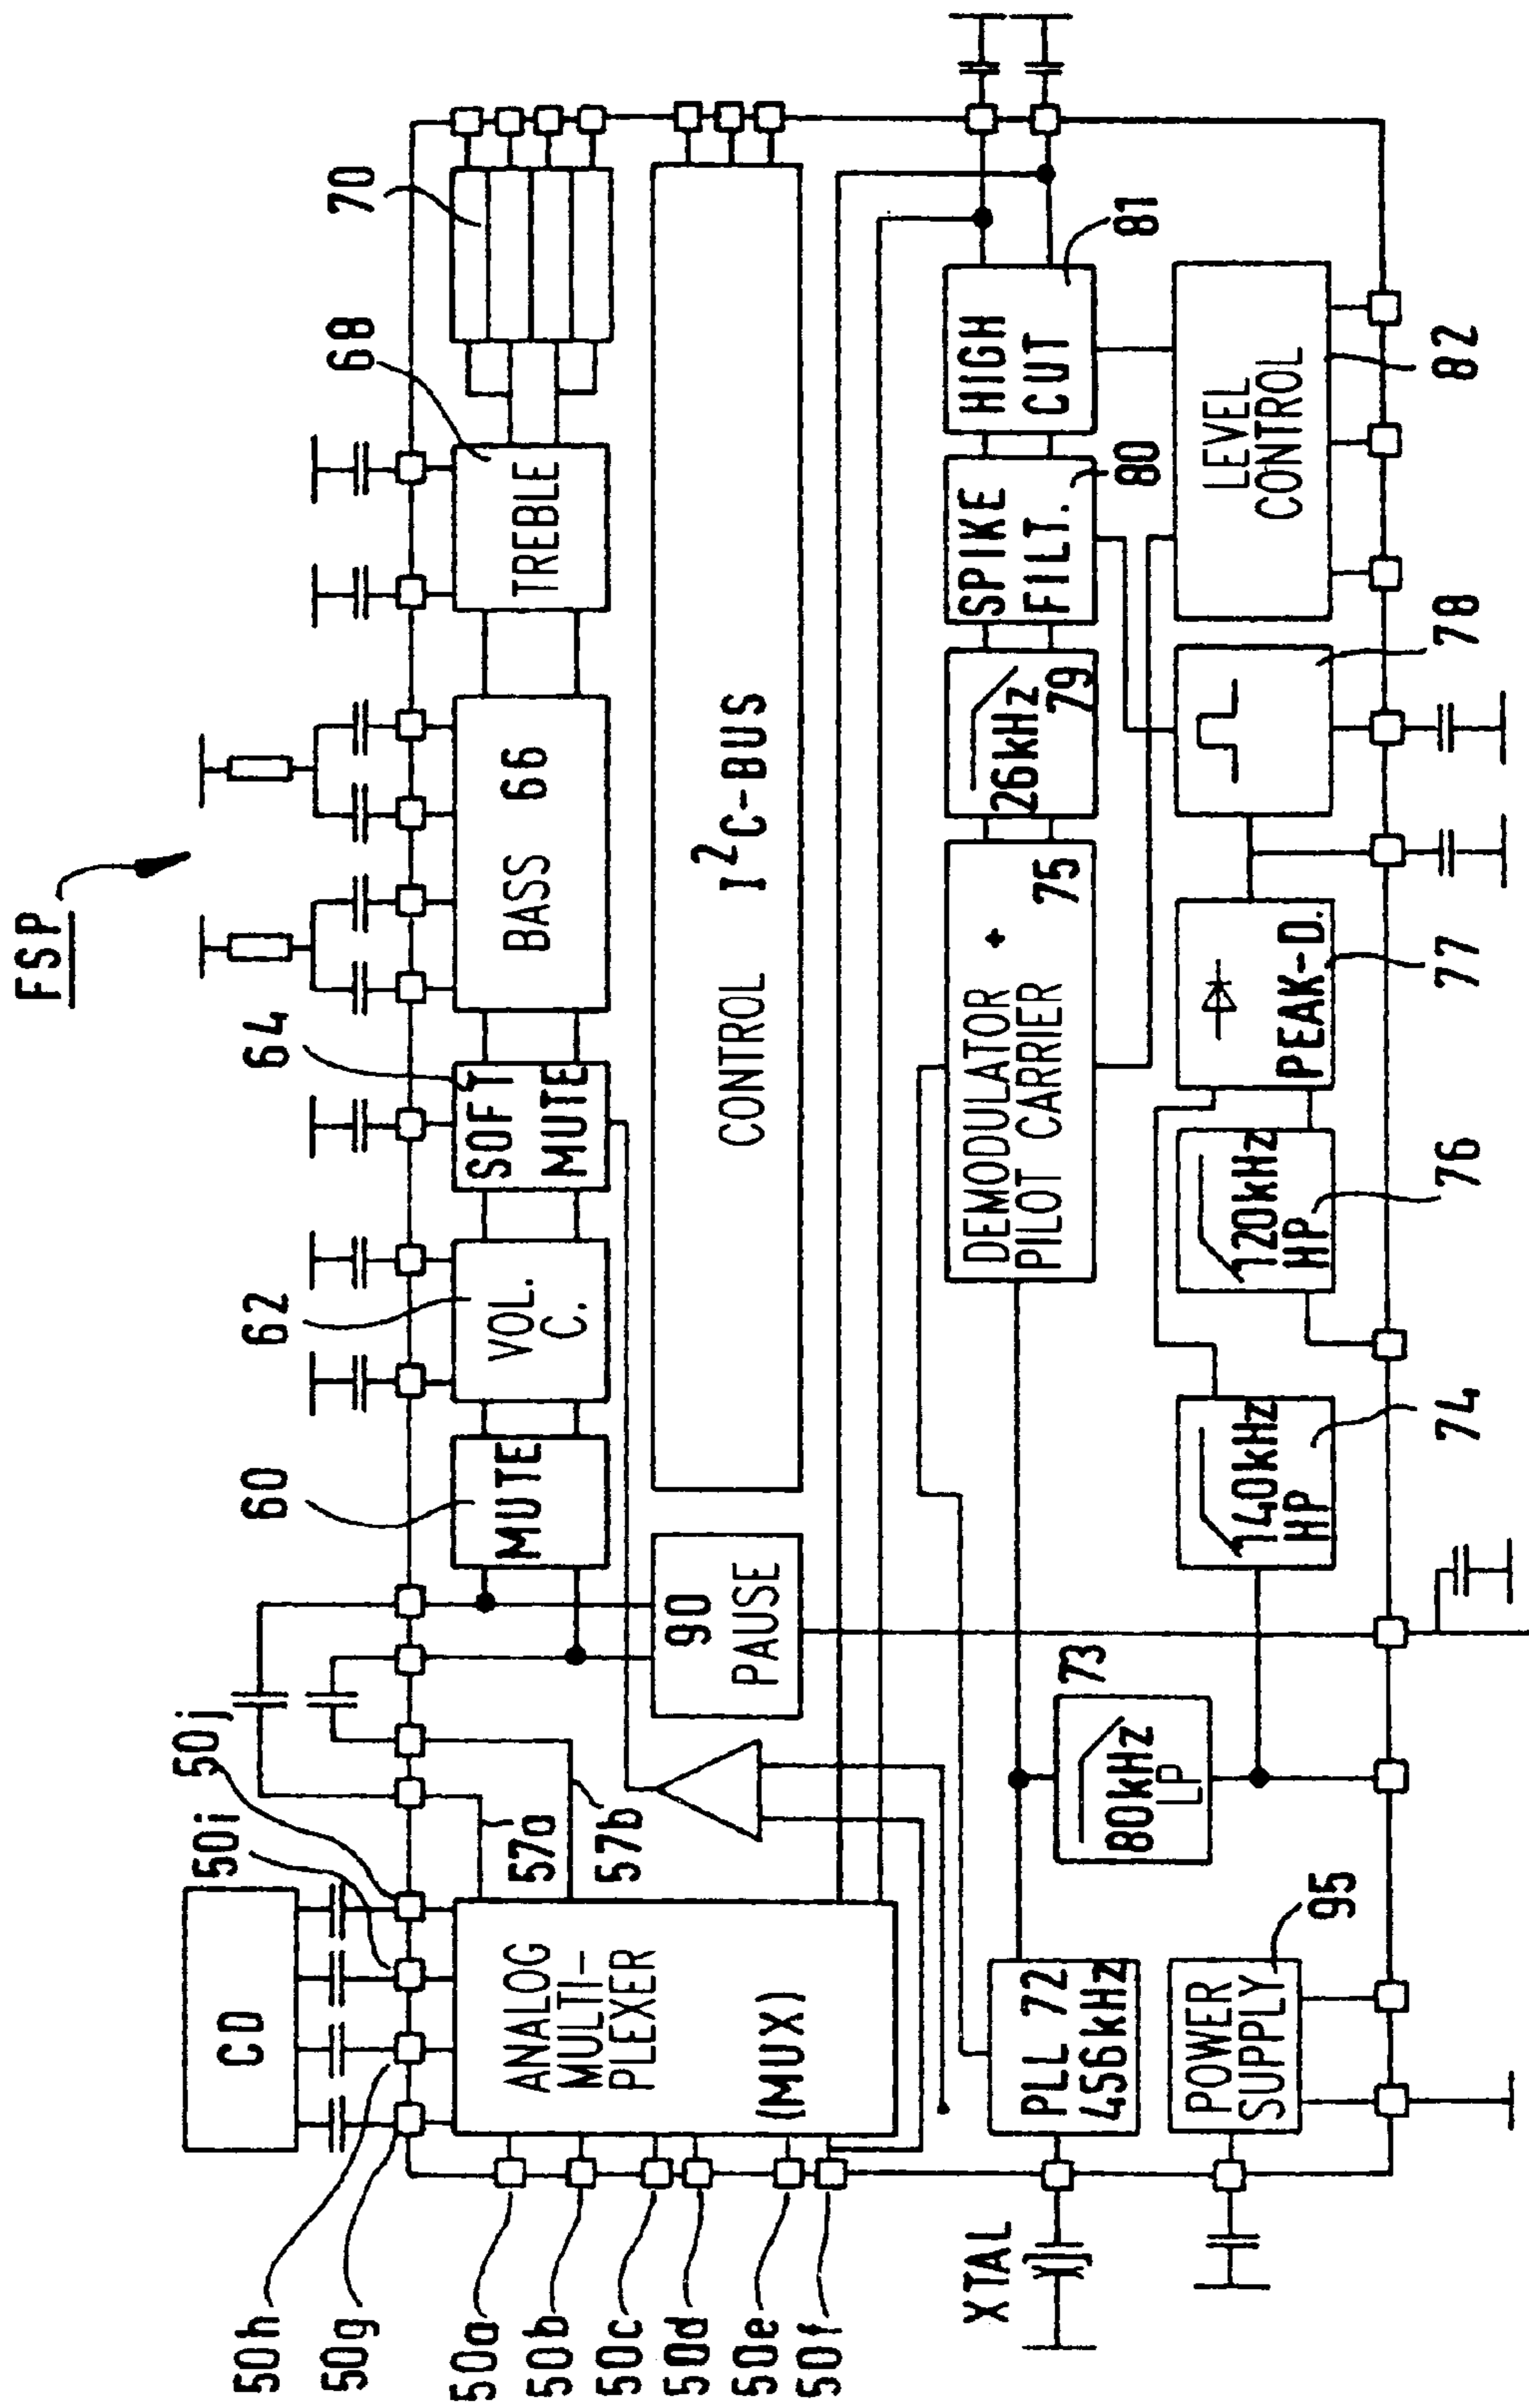 FSP
CD
50h
50g
50i
50j
50a
50b
50c
50d
50e
50f
57a
57b
60
62
64
68
70
ANALOG
MULTI-
PLEXER
(MUX)
MUTE
VOL.
C.
SOFT
MUTE
BASS 66
TREBLE
90
PAUSE
CONTROL I²C-BUS
XTAL
PLL 72
456kHz
POWER
SUPPLY
95
73
80kHz
LP
DEMODULATOR +
PILOT CARRIER
75
26kHz
79
SPIKE
FILT.
80
HIGH
CUT
81
140kHz
HP
74
120kHz
HP
76
PEAK-D.
77
78
LEVEL
CONTROL
82